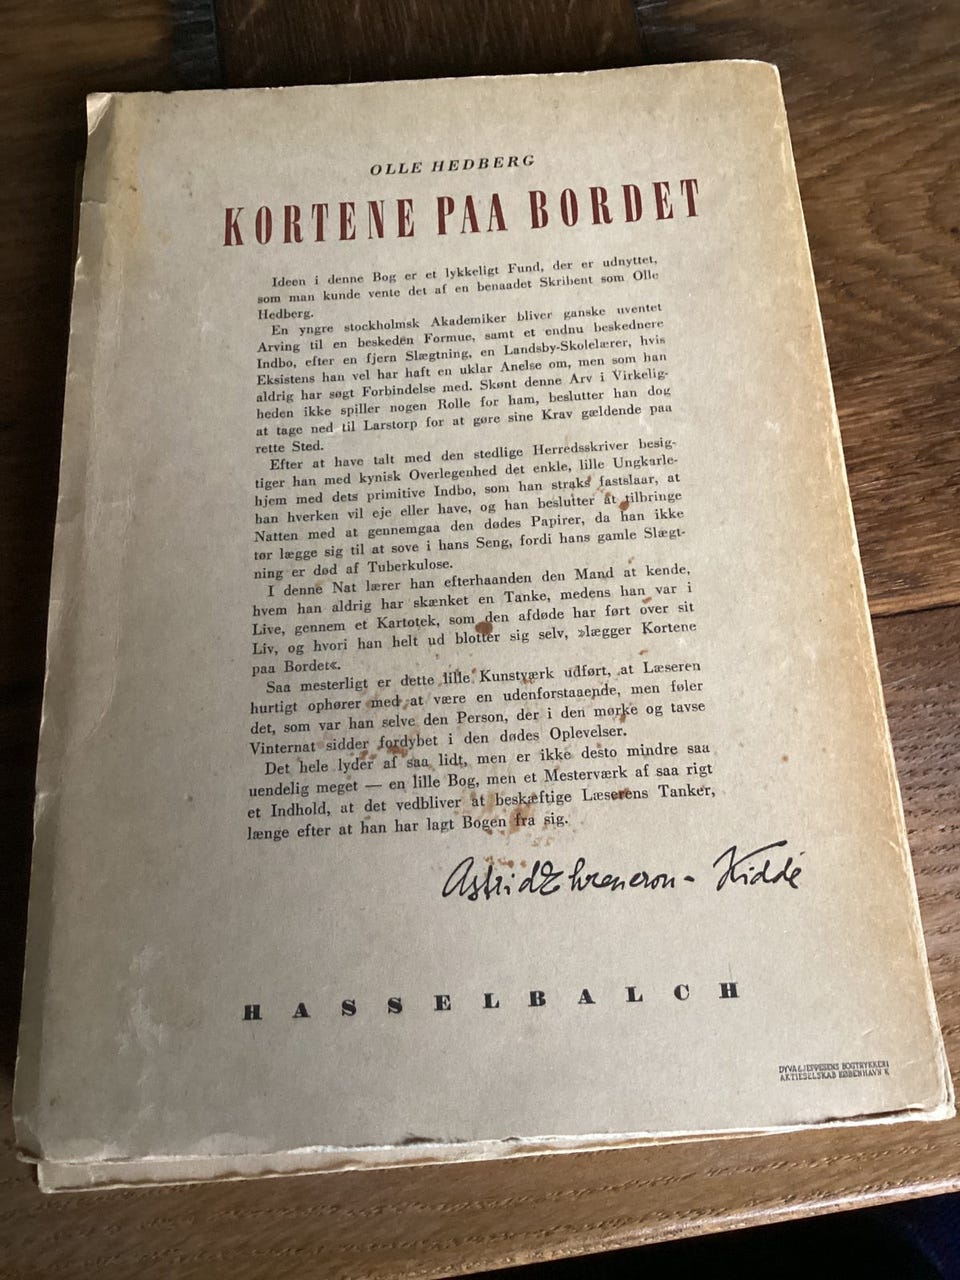 OLLE HEDBERG
KORTENE PAA BORDET
Ideen i denne Bog er et lykkeligt Fund, der er udnyttet,
som man kunde vente det af en benaadet Skribent som Olle
Hedberg.
En yngre stockholmsk Akademiker bliver ganske uventet
Arving til en beskeden Formue, samt et endnu beskednere
Indbo, efter en fjern Slægtning, en Landsby-Skolelærer, hvis
Eksistens han vel har haft en uklar Anelse om, men som han
aldrig har søgt Forbindelse med. Skønt denne Arv i Virkelig-
heden ikke spiller nogen Rolle for ham, beslutter han dog
at tage ned til Larstorp for at gøre sine Krav gældende paa
rette Sted.
Efter at have talt med den stedlige Herredsskriver besig-
tiger han med kynisk Overlegenhed det enkle, lille Ungkarle-
hjem med dets primitive Indbo, som han straks fastslaar, at
han hverken vil eje eller have, og han beslutter at tilbringe
Natten med at gennemgaa den dødes Papirer, da han ikke
tør lægge sig til at sove i hans Seng, fordi hans gamle Slægt-
ning er død af Tuberkulose.
I denne Nat lærer han efterhaanden den Mand at kende,
hvem han aldrig har skænket en Tanke, medens han var i
Live, gennem et Kartotek, som den afdøde har ført over sit
Liv, og hvori han helt ud blotter sig selv, »lægger Kortene
paa Bordet«.
Saa mesterligt er dette lille Kunstværk udført, at Læseren
hurtigt ophører med at være en udenforstaaende, men føler
det, som var han selve den Person, der i den mørke og tavse
Vinternat sidder fordybet i den dødes Oplevelser.
Det hele lyder af saa lidt, men er ikke desto mindre saa
uendelig meget — en lille Bog, men et Mesterværk af saa rigt
et Indhold, at det vedbliver at beskæftige Læserens Tanker,
længe efter at han har lagt Bogen fra sig.
Astrid Ehrencron-Kidde
HASSELBALCH
DYVA & JEPPESENS BOGTRYKKERI
AKTIESELSKAB KØBENHAVN K